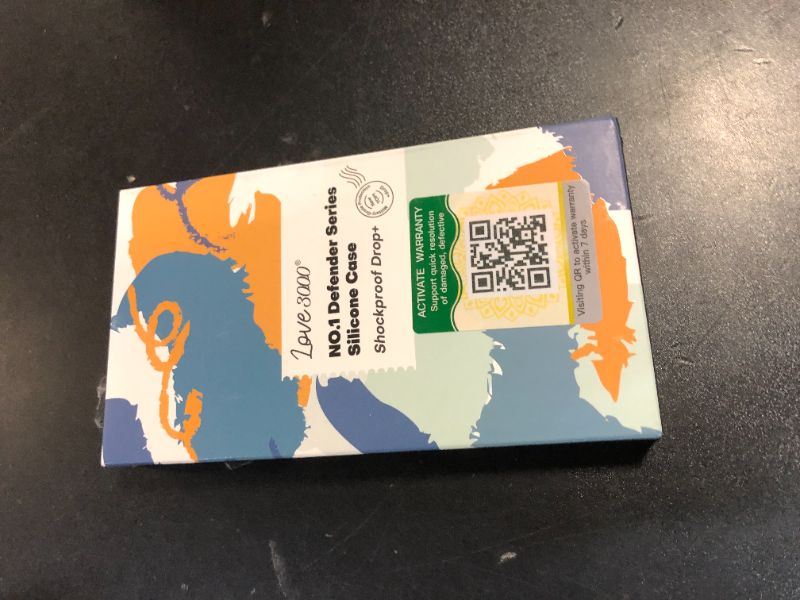 Love 3000®
NO.1 Defender Series
Silicone Case
Shockproof Drop+
ACTIVATE WARRANTY
Support quick resolution
of damaged, defective
Visiting QR to activate warranty
within 7 days